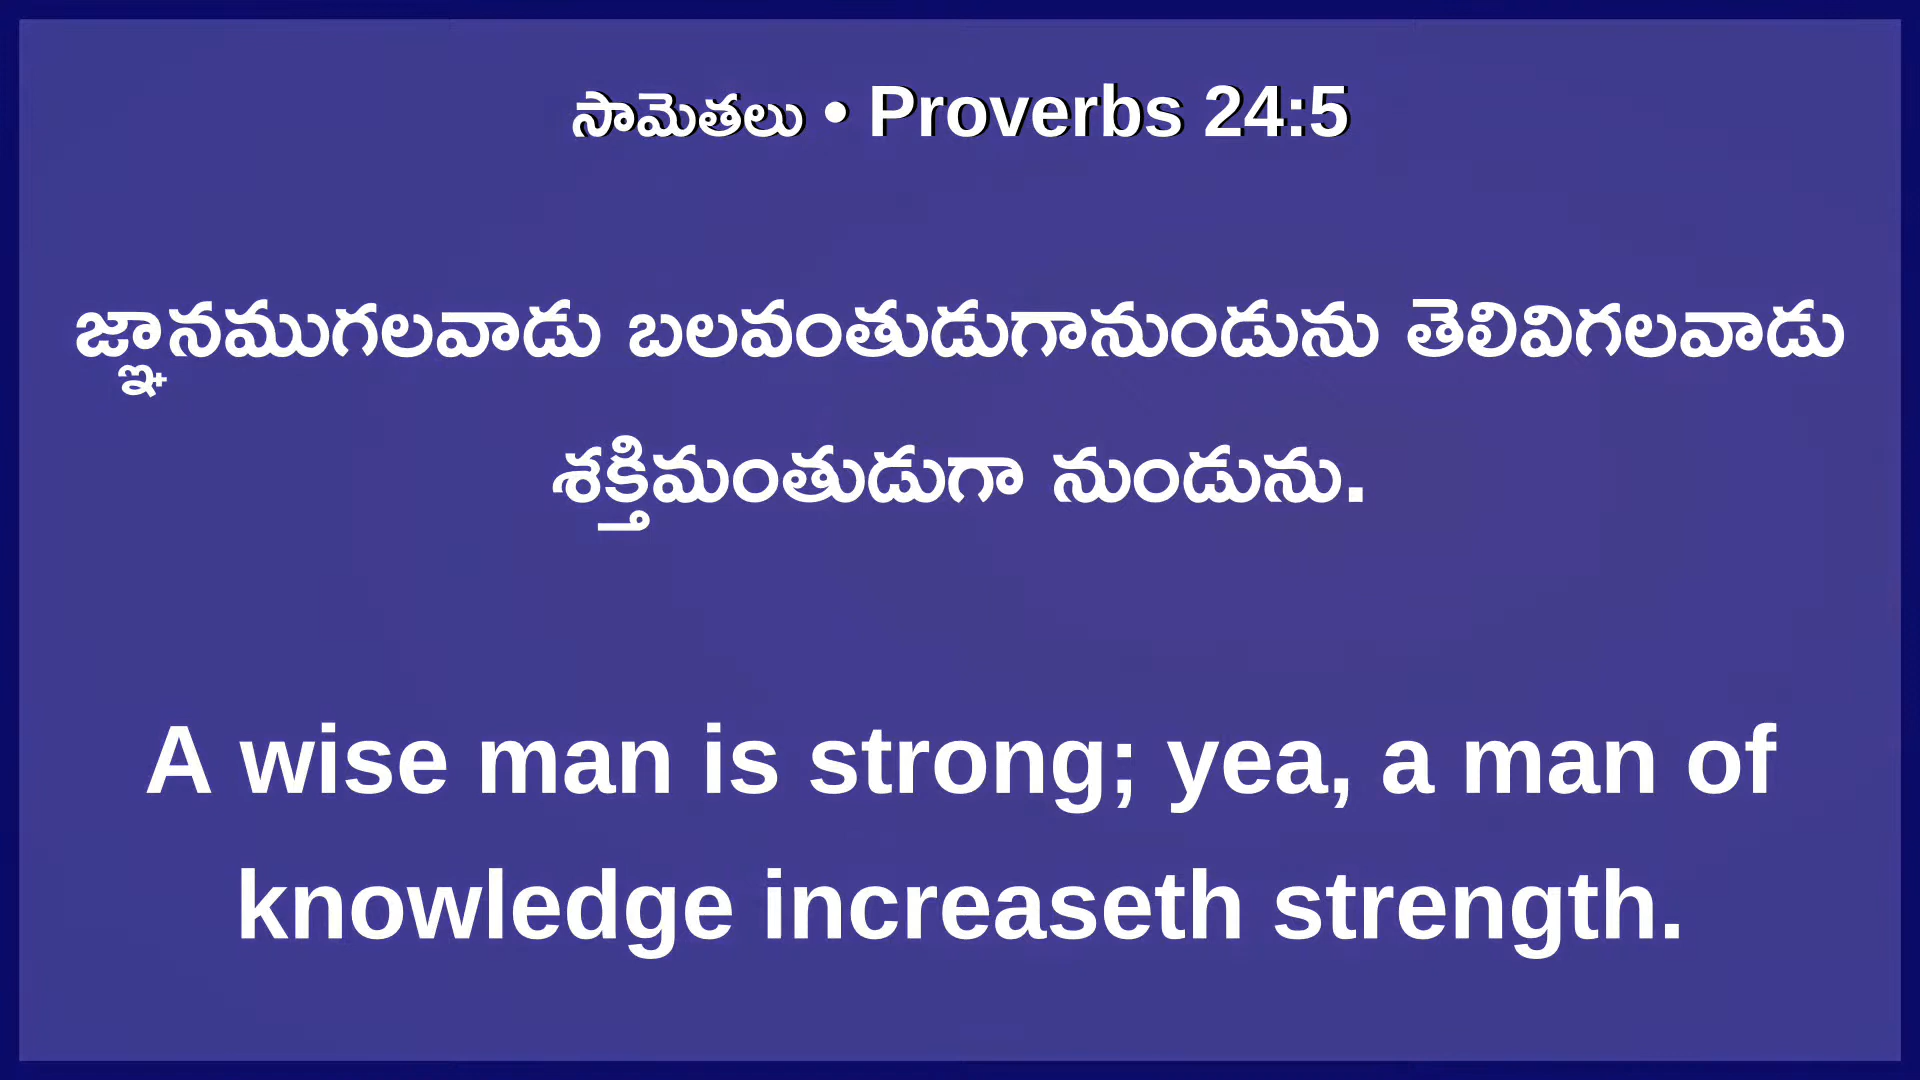 సామెతలు • Proverbs 24:5
జ్ఞానముగలవాడు బలవంతుడుగానుండును తెలివిగలవాడు
శక్తిమంతుడుగా నుండును.
A wise man is strong; yea, a man of
knowledge increaseth strength.